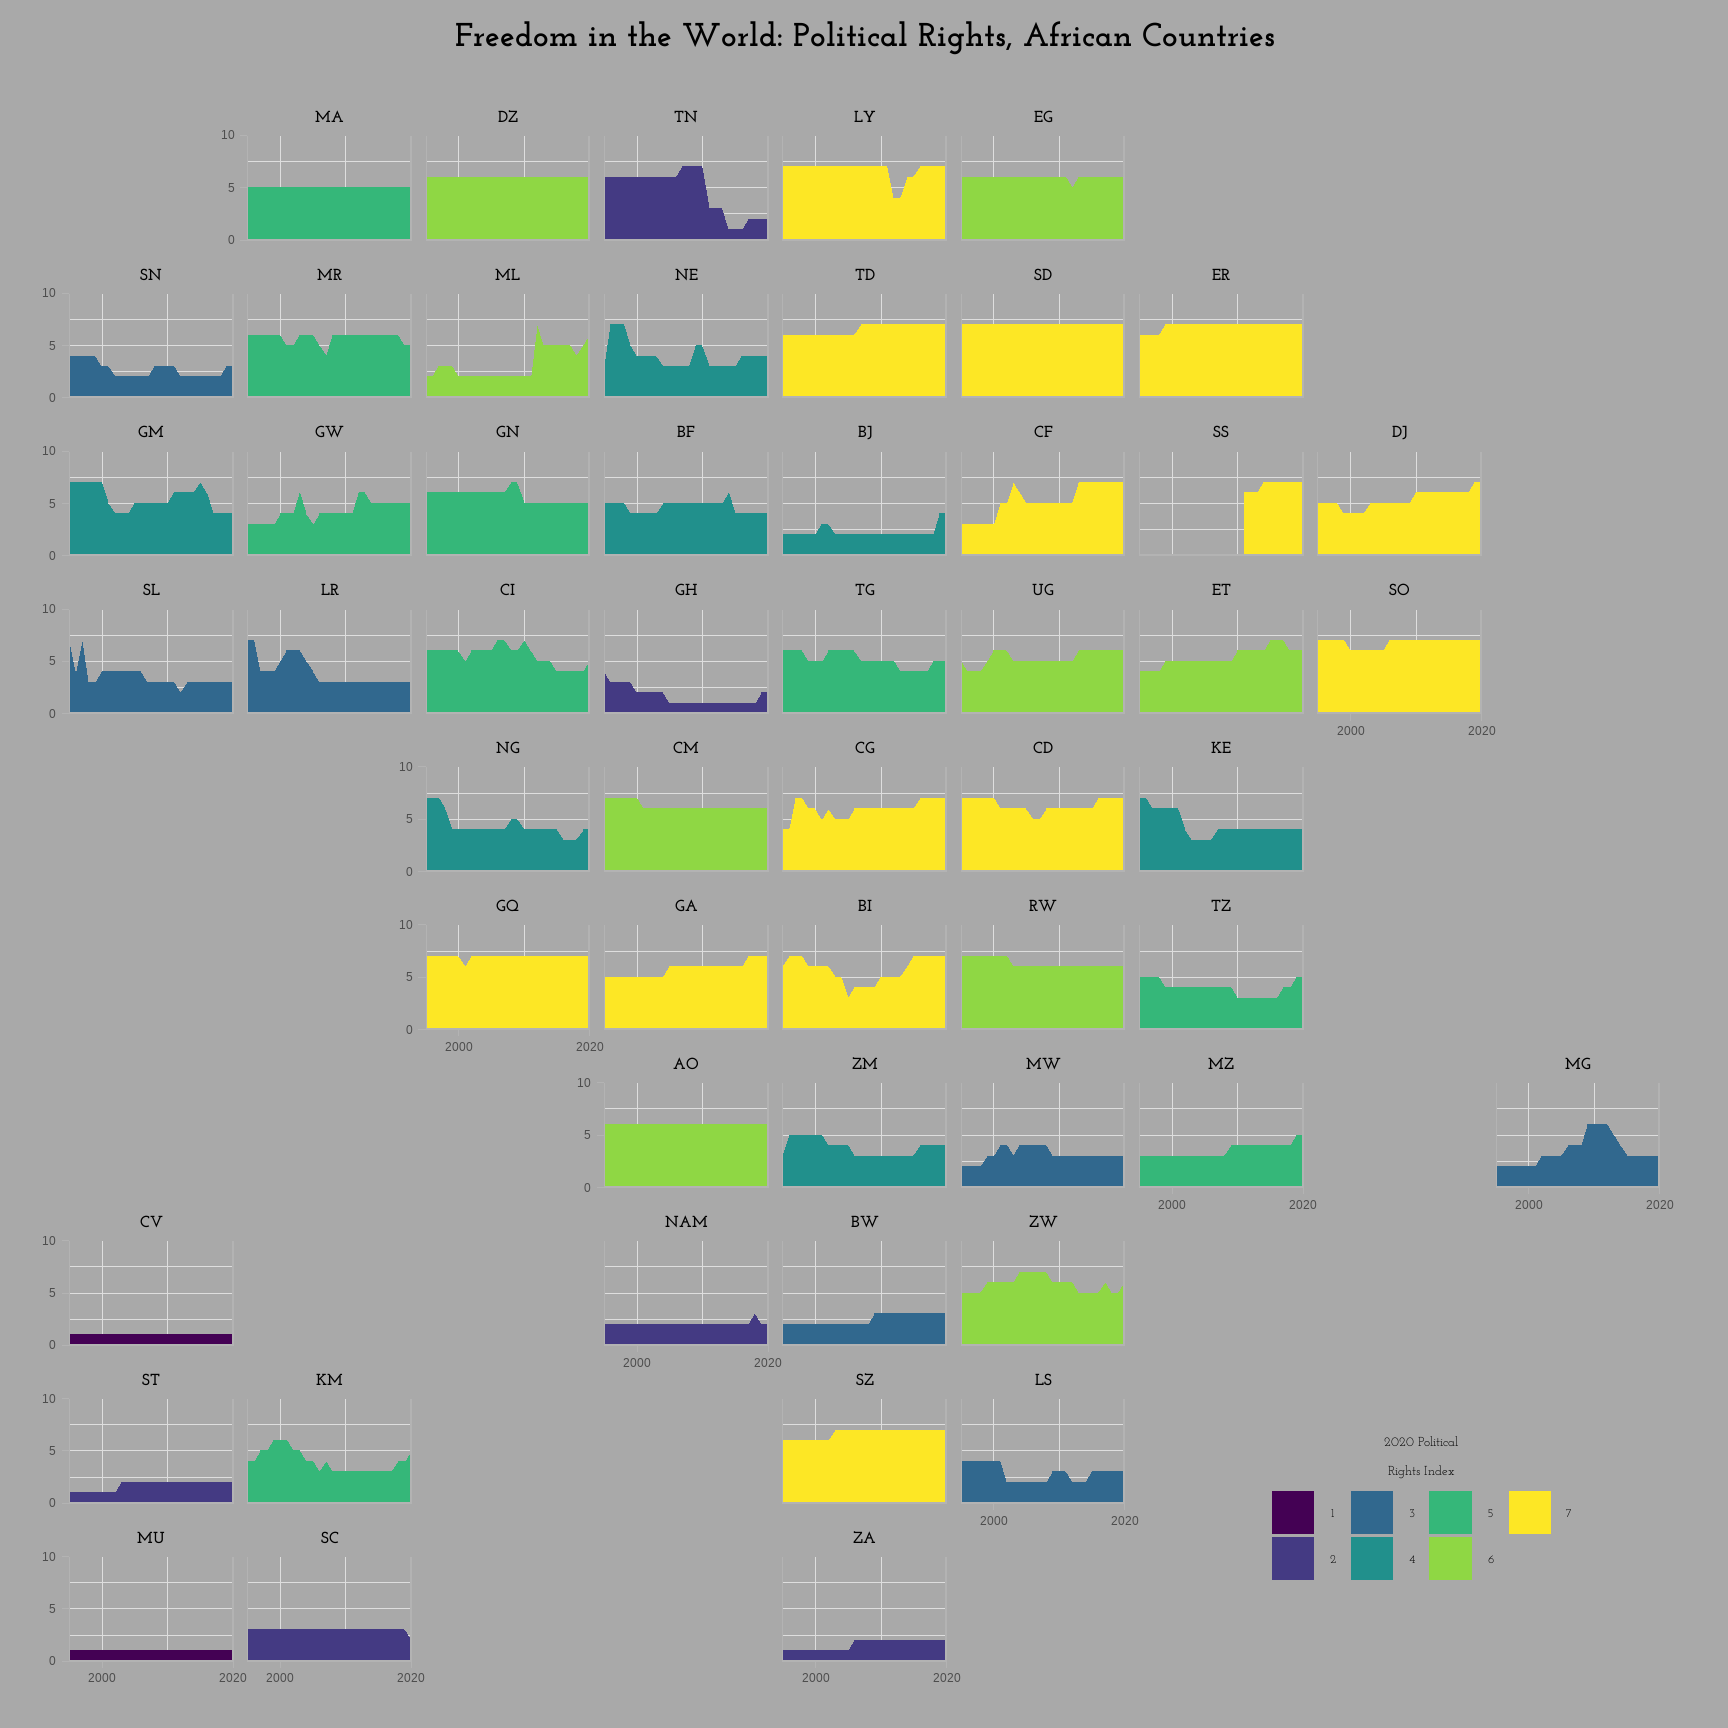 Freedom in the World: Political Rights, African Countries
MA DZ TN LY EG
10
5
0
SN MR ML NE TD SD ER
10
5
0
GM GW GN BF BJ CF SS DJ
10
5
0
SL LR CI GH TG UG ET SO
10
5
0
2000 2020
NG CM CG CD KE
10
5
0
GQ GA BI RW TZ
10
5
0
2000 2020
AO ZM MW MZ MG
10
5
0
2000 2020 2000 2020
CV NAM BW ZW
10
5
0
2000 2020
ST KM SZ LS
10
5
0
2000 2020
2020 Political
Rights Index
1 3 5 7
2 4 6
MU SC ZA
10
5
0
2000 2020 2000 2020 2000 2020